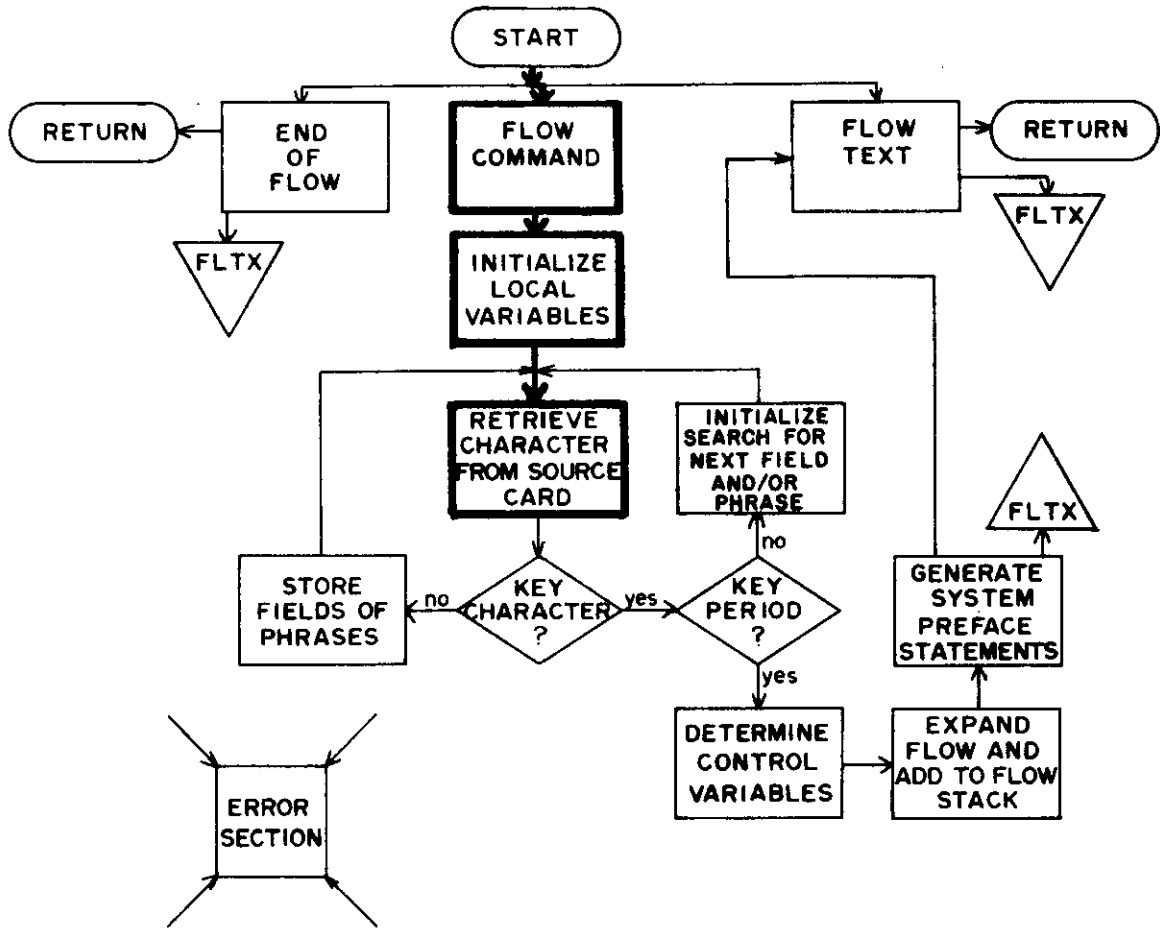 START
RETURN
END
OF
FLOW
FLOW
COMMAND
FLOW
TEXT
RETURN
FLTX
FLTX
INITIALIZE
LOCAL
VARIABLES
RETRIEVE
CHARACTER
FROM SOURCE
CARD
INITIALIZE
SEARCH FOR
NEXT FIELD
AND/OR
PHRASE
FLTX
no
STORE
FIELDS OF
PHRASES
no
KEY
CHARACTER
?
yes
KEY
PERIOD
?
GENERATE
SYSTEM
PREFACE
STATEMENTS
yes
DETERMINE
CONTROL
VARIABLES
EXPAND
FLOW AND
ADD TO FLOW
STACK
ERROR
SECTION